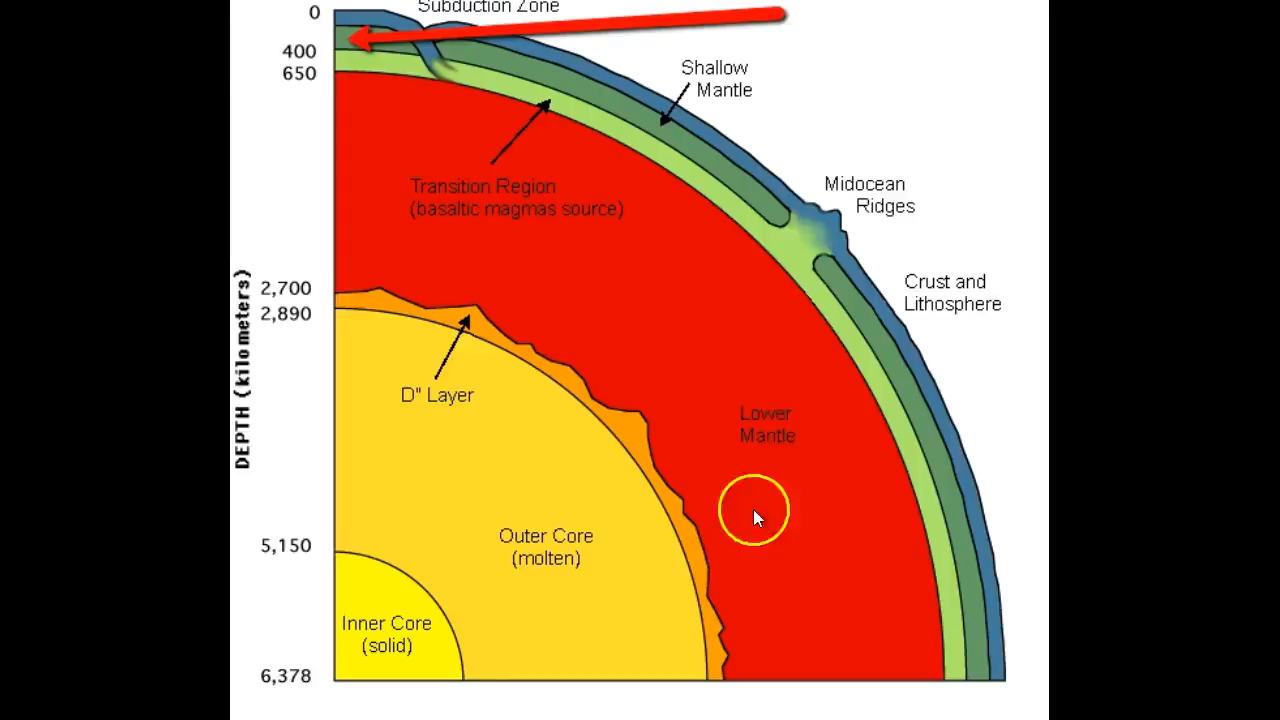 Subduction Zone
0
400
650
Shallow
Mantle
Transition Region
(basaltic magmas source)
Midocean
Ridges
Crust and
Lithosphere
DEPTH (kilometers)
2,700
2,890
D" Layer
Lower
Mantle
Outer Core
(molten)
5,150
Inner Core
(solid)
6,378